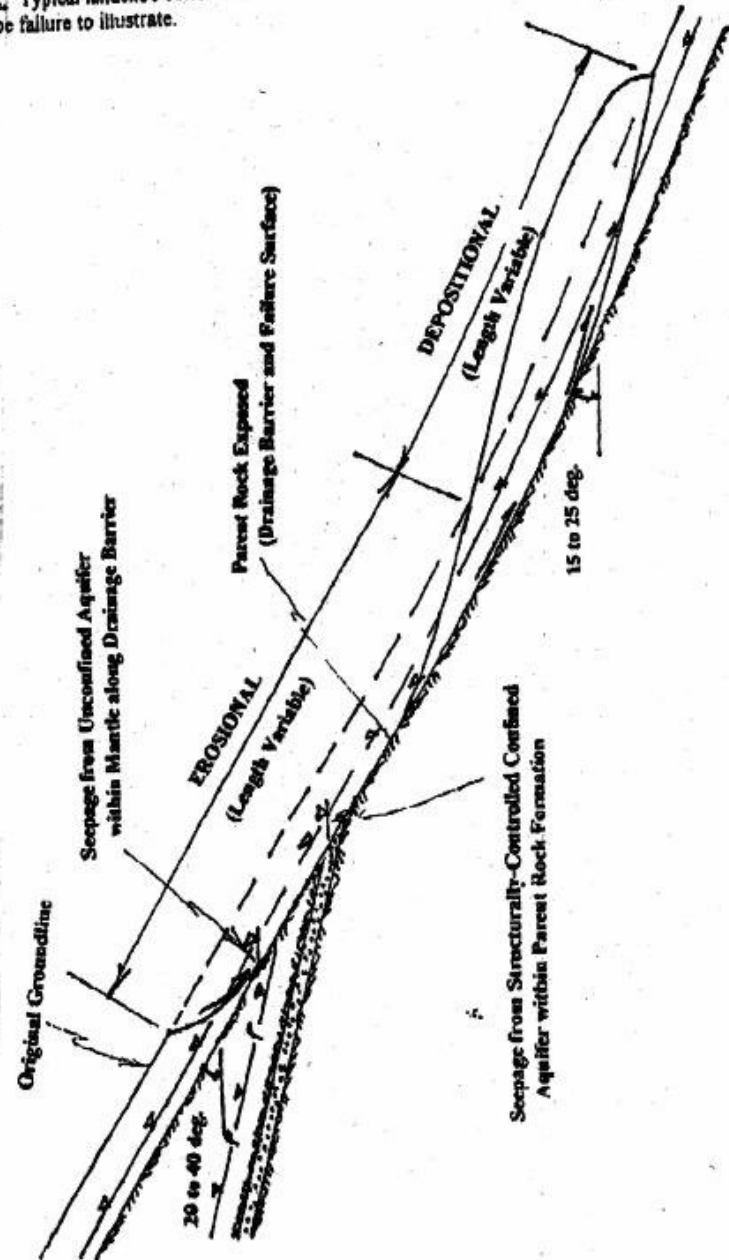 Typical
be failure to illustrate.
Original Groundline
Seepage from Unconfined Aquifer
within Mantle along Drainage Barrier
EROSIONAL
(Length Variable)
Parent Rock Exposed
(Drainage Barrier and Failure Surface)
DEPOSITIONAL
(Length Variable)
20 to 40 deg.
Seepage from Structurally-Controlled Confined
Aquifer within Parent Rock Formation
15 to 25 deg.